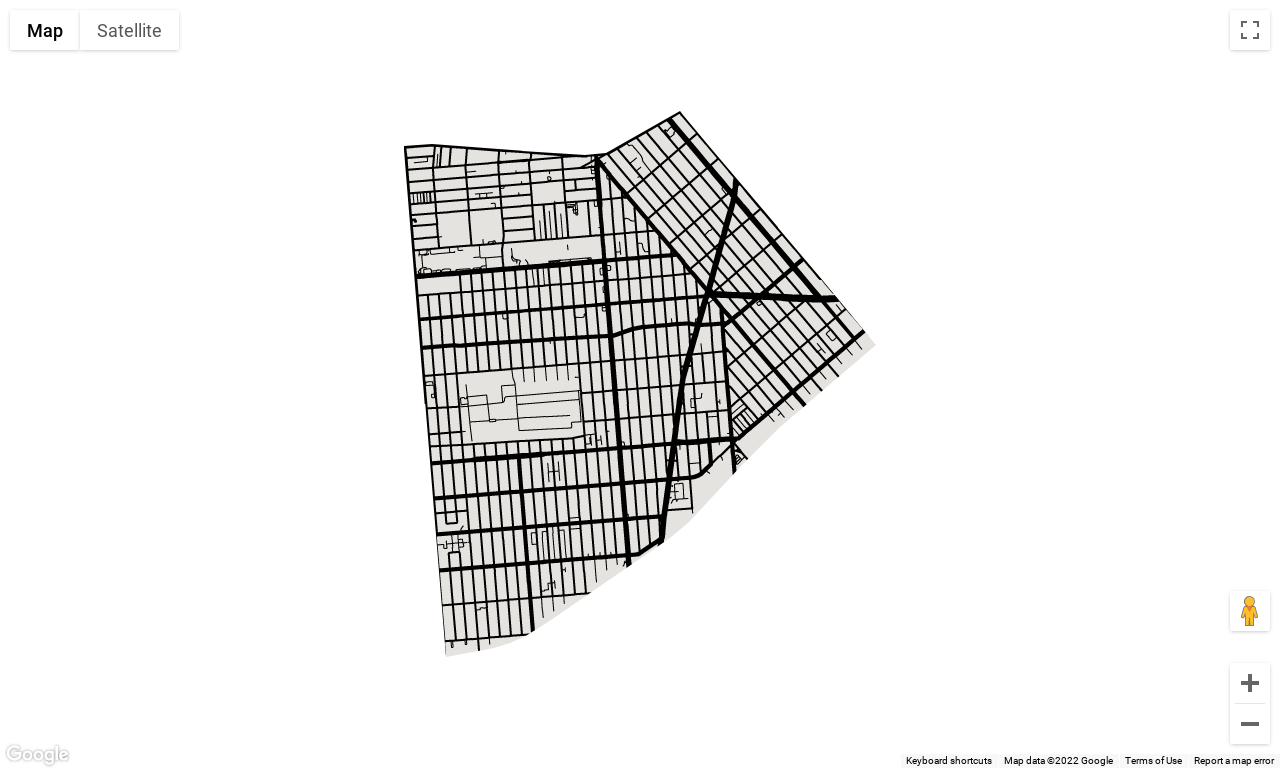 Map
Satellite
Google
Keyboard shortcuts
Map data ©2022 Google
Terms of Use
Report a map error